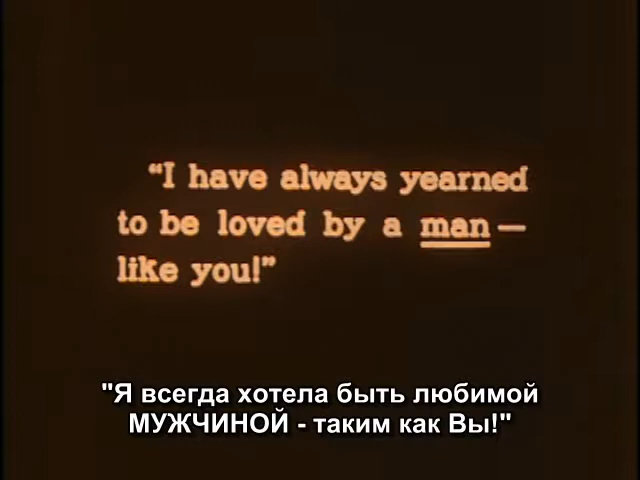 “I have always yearned
to be loved by a man—
like you!”
"Я всегда хотела быть любимой
МУЖЧИНОЙ - таким как Вы!"